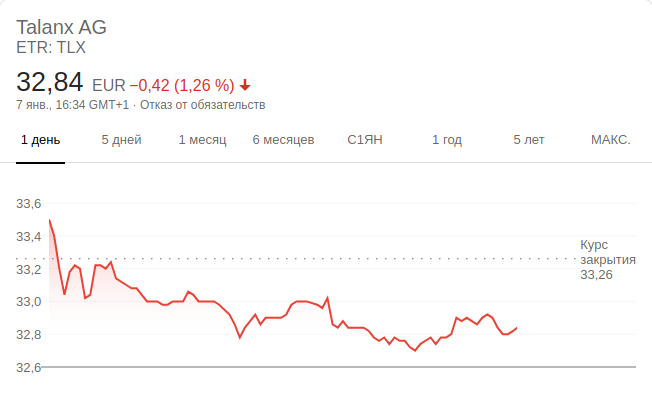 Talanx AG
ETR: TLX
32,84 EUR −0,42 (1,26 %)
7 янв., 16:34 GMT+1 · Отказ от обязательств
1 день 5 дней 1 месяц 6 месяцев С1ЯН 1 год 5 лет МАКС.
33,6
33,4
Курс
закрытия
33,26
33,2
33,0
32,8
32,6